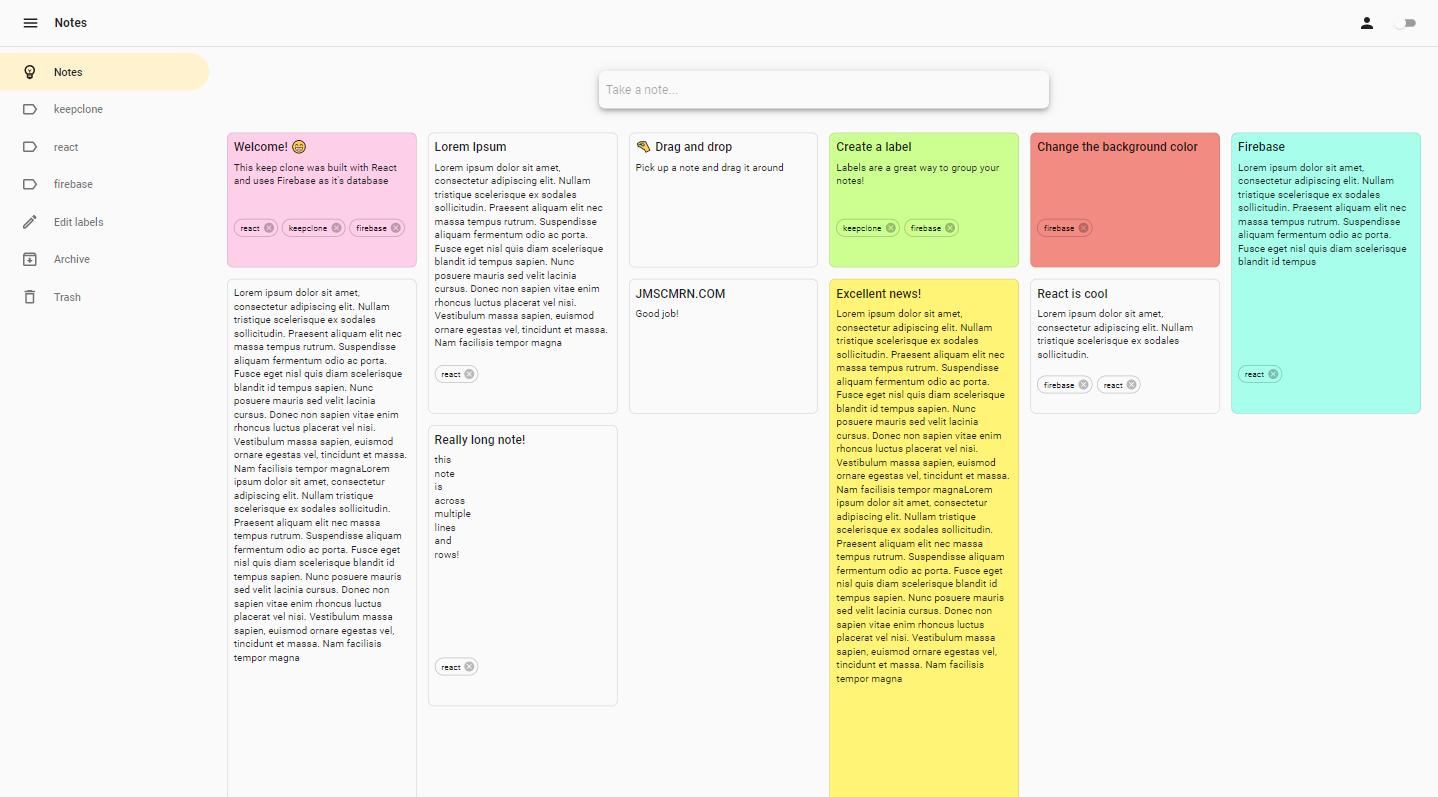 Notes
Notes
keepclone
react
firebase
Edit labels
Archive
Trash
Take a note...
Welcome! 😁
This keep clone was built with React
and uses Firebase as it's database
react
keepclone
firebase
Lorem Ipsum
Lorem ipsum dolor sit amet,
consectetur adipiscing elit. Nullam
tristique scelerisque ex sodales
sollicitudin. Praesent aliquam elit nec
massa tempus rutrum. Suspendisse
aliquam fermentum odio ac porta.
Fusce eget nisl quis diam scelerisque
blandit id tempus sapien. Nunc
posuere mauris sed velit lacinia
cursus. Donec non sapien vitae enim
rhoncus luctus placerat vel nisi.
Vestibulum massa sapien, euismod
ornare egestas vel, tincidunt et massa.
Nam facilisis tempor magna
react
Drag and drop
Pick up a note and drag it around
Create a label
Labels are a great way to group your
notes!
keepclone
firebase
Change the background color
firebase
Firebase
Lorem ipsum dolor sit amet,
consectetur adipiscing elit. Nullam
tristique scelerisque ex sodales
sollicitudin. Praesent aliquam elit nec
massa tempus rutrum. Suspendisse
aliquam fermentum odio ac porta.
Fusce eget nisl quis diam scelerisque
blandit id tempus
react
Lorem ipsum dolor sit amet,
consectetur adipiscing elit. Nullam
tristique scelerisque ex sodales
sollicitudin. Praesent aliquam elit nec
massa tempus rutrum. Suspendisse
aliquam fermentum odio ac porta.
Fusce eget nisl quis diam scelerisque
blandit id tempus sapien. Nunc
posuere mauris sed velit lacinia
cursus. Donec non sapien vitae enim
rhoncus luctus placerat vel nisi.
Vestibulum massa sapien, euismod
ornare egestas vel, tincidunt et massa.
Nam facilisis tempor magnaLorem
ipsum dolor sit amet, consectetur
adipiscing elit. Nullam tristique
scelerisque ex sodales sollicitudin.
Praesent aliquam elit nec massa
tempus rutrum. Suspendisse aliquam
fermentum odio ac porta. Fusce eget
nisl quis diam scelerisque blandit id
tempus sapien. Nunc posuere mauris
sed velit lacinia cursus. Donec non
sapien vitae enim rhoncus luctus
placerat vel nisi. Vestibulum massa
sapien, euismod ornare egestas vel,
tincidunt et massa. Nam facilisis
tempor magna
JMSCMRN.COM
Good job!
Excellent news!
Lorem ipsum dolor sit amet,
consectetur adipiscing elit. Nullam
tristique scelerisque ex sodales
sollicitudin. Praesent aliquam elit nec
massa tempus rutrum. Suspendisse
aliquam fermentum odio ac porta.
Fusce eget nisl quis diam scelerisque
blandit id tempus sapien. Nunc
posuere mauris sed velit lacinia
cursus. Donec non sapien vitae enim
rhoncus luctus placerat vel nisi.
Vestibulum massa sapien, euismod
ornare egestas vel, tincidunt et massa.
Nam facilisis tempor magnaLorem
ipsum dolor sit amet, consectetur
adipiscing elit. Nullam tristique
scelerisque ex sodales sollicitudin.
Praesent aliquam elit nec massa
tempus rutrum. Suspendisse aliquam
fermentum odio ac porta. Fusce eget
nisl quis diam scelerisque blandit id
tempus sapien. Nunc posuere mauris
sed velit lacinia cursus. Donec non
sapien vitae enim rhoncus luctus
placerat vel nisi. Vestibulum massa
sapien, euismod ornare egestas vel,
tincidunt et massa. Nam facilisis
tempor magna
React is cool
Lorem ipsum dolor sit amet,
consectetur adipiscing elit. Nullam
tristique scelerisque ex sodales
sollicitudin.
firebase
react
Really long note!
this
note
is
across
multiple
lines
and
rows!
react